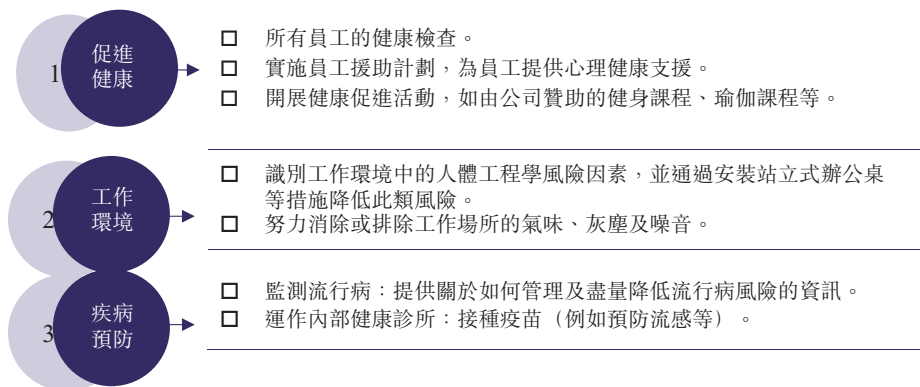 1
促進
健康
□ 所有員工的健康檢查。
□ 實施員工援助計劃，為員工提供心理健康支援。
□ 開展健康促進活動，如由公司贊助的健身課程、瑜伽課程等。
2
工作
環境
□ 識別工作環境中的人體工程學風險因素，並通過安裝站立式辦公桌
等措施降低此類風險。
□ 努力消除或排除工作場所的氣味、灰塵及噪音。
3
疾病
預防
□ 監測流行病：提供關於如何管理及盡量降低流行病風險的資訊。
□ 運作內部健康診所：接種疫苗（例如預防流感等）。